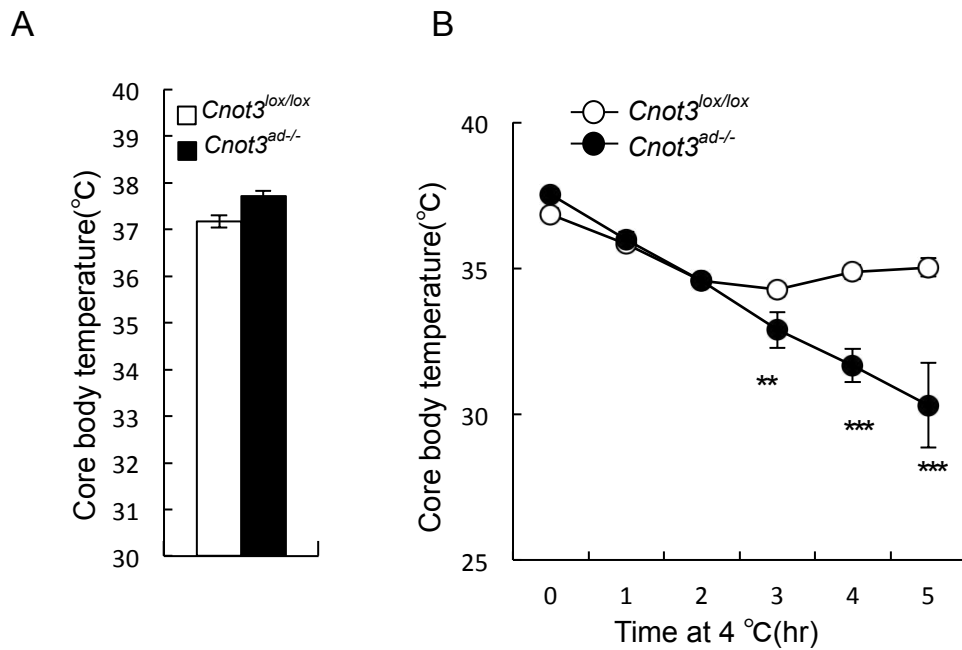 A
B
40
39
38
37
36
35
34
33
32
31
30
Core body temperature(°C)
Cnot3lox/lox
Cnot3ad-/-
Cnot3lox/lox
Cnot3ad-/-
40
35
30
25
Core body temperature(°C)
**
***
***
0 1 2 3 4 5
Time at 4 °C(hr)